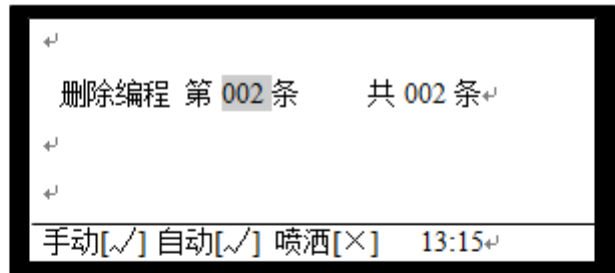 删除编程 第 002 条 共 002 条
手动[√] 自动[√] 喷洒[×] 13:15